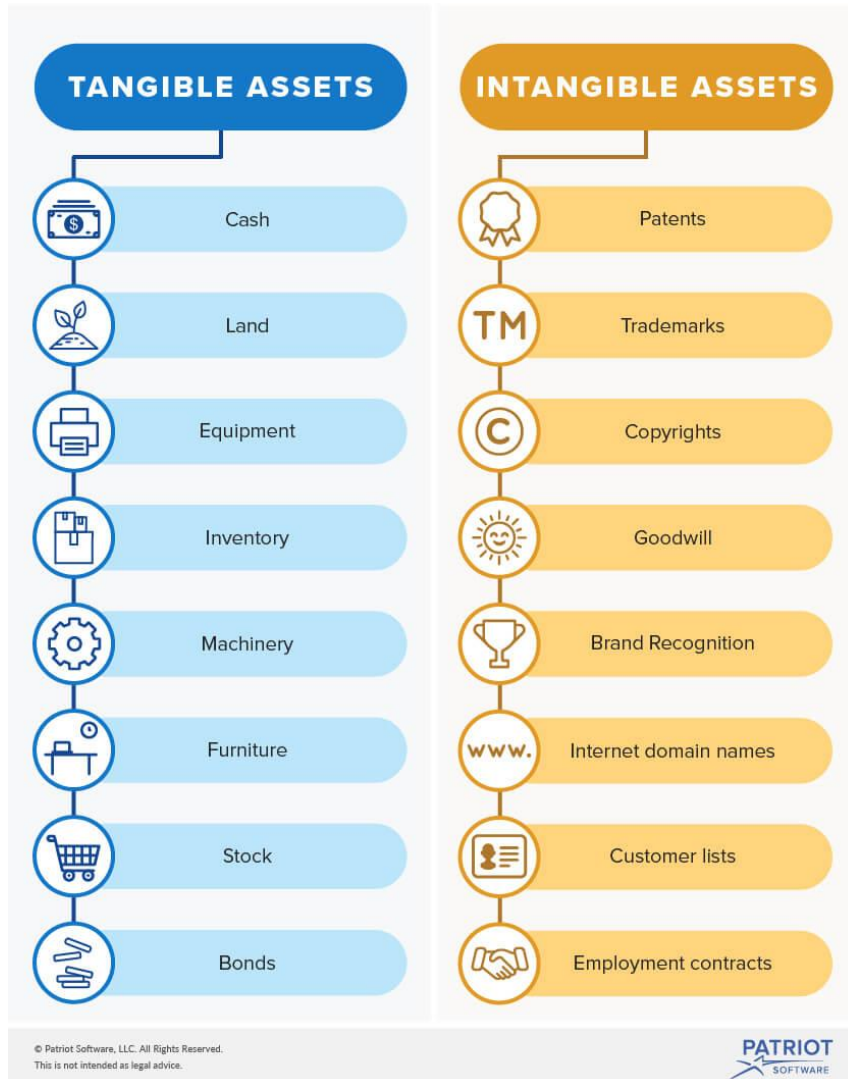 TANGIBLE ASSETS
$
Cash
Land
Equipment
Inventory
Machinery
Furniture
Stock
Bonds
INTANGIBLE ASSETS
Patents
TM
Trademarks
©
Copyrights
Goodwill
Brand Recognition
www.
Internet domain names
Customer lists
Employment contracts
© Patriot Software, LLC. All Rights Reserved.
This is not intended as legal advice.
PATRIOT
SOFTWARE